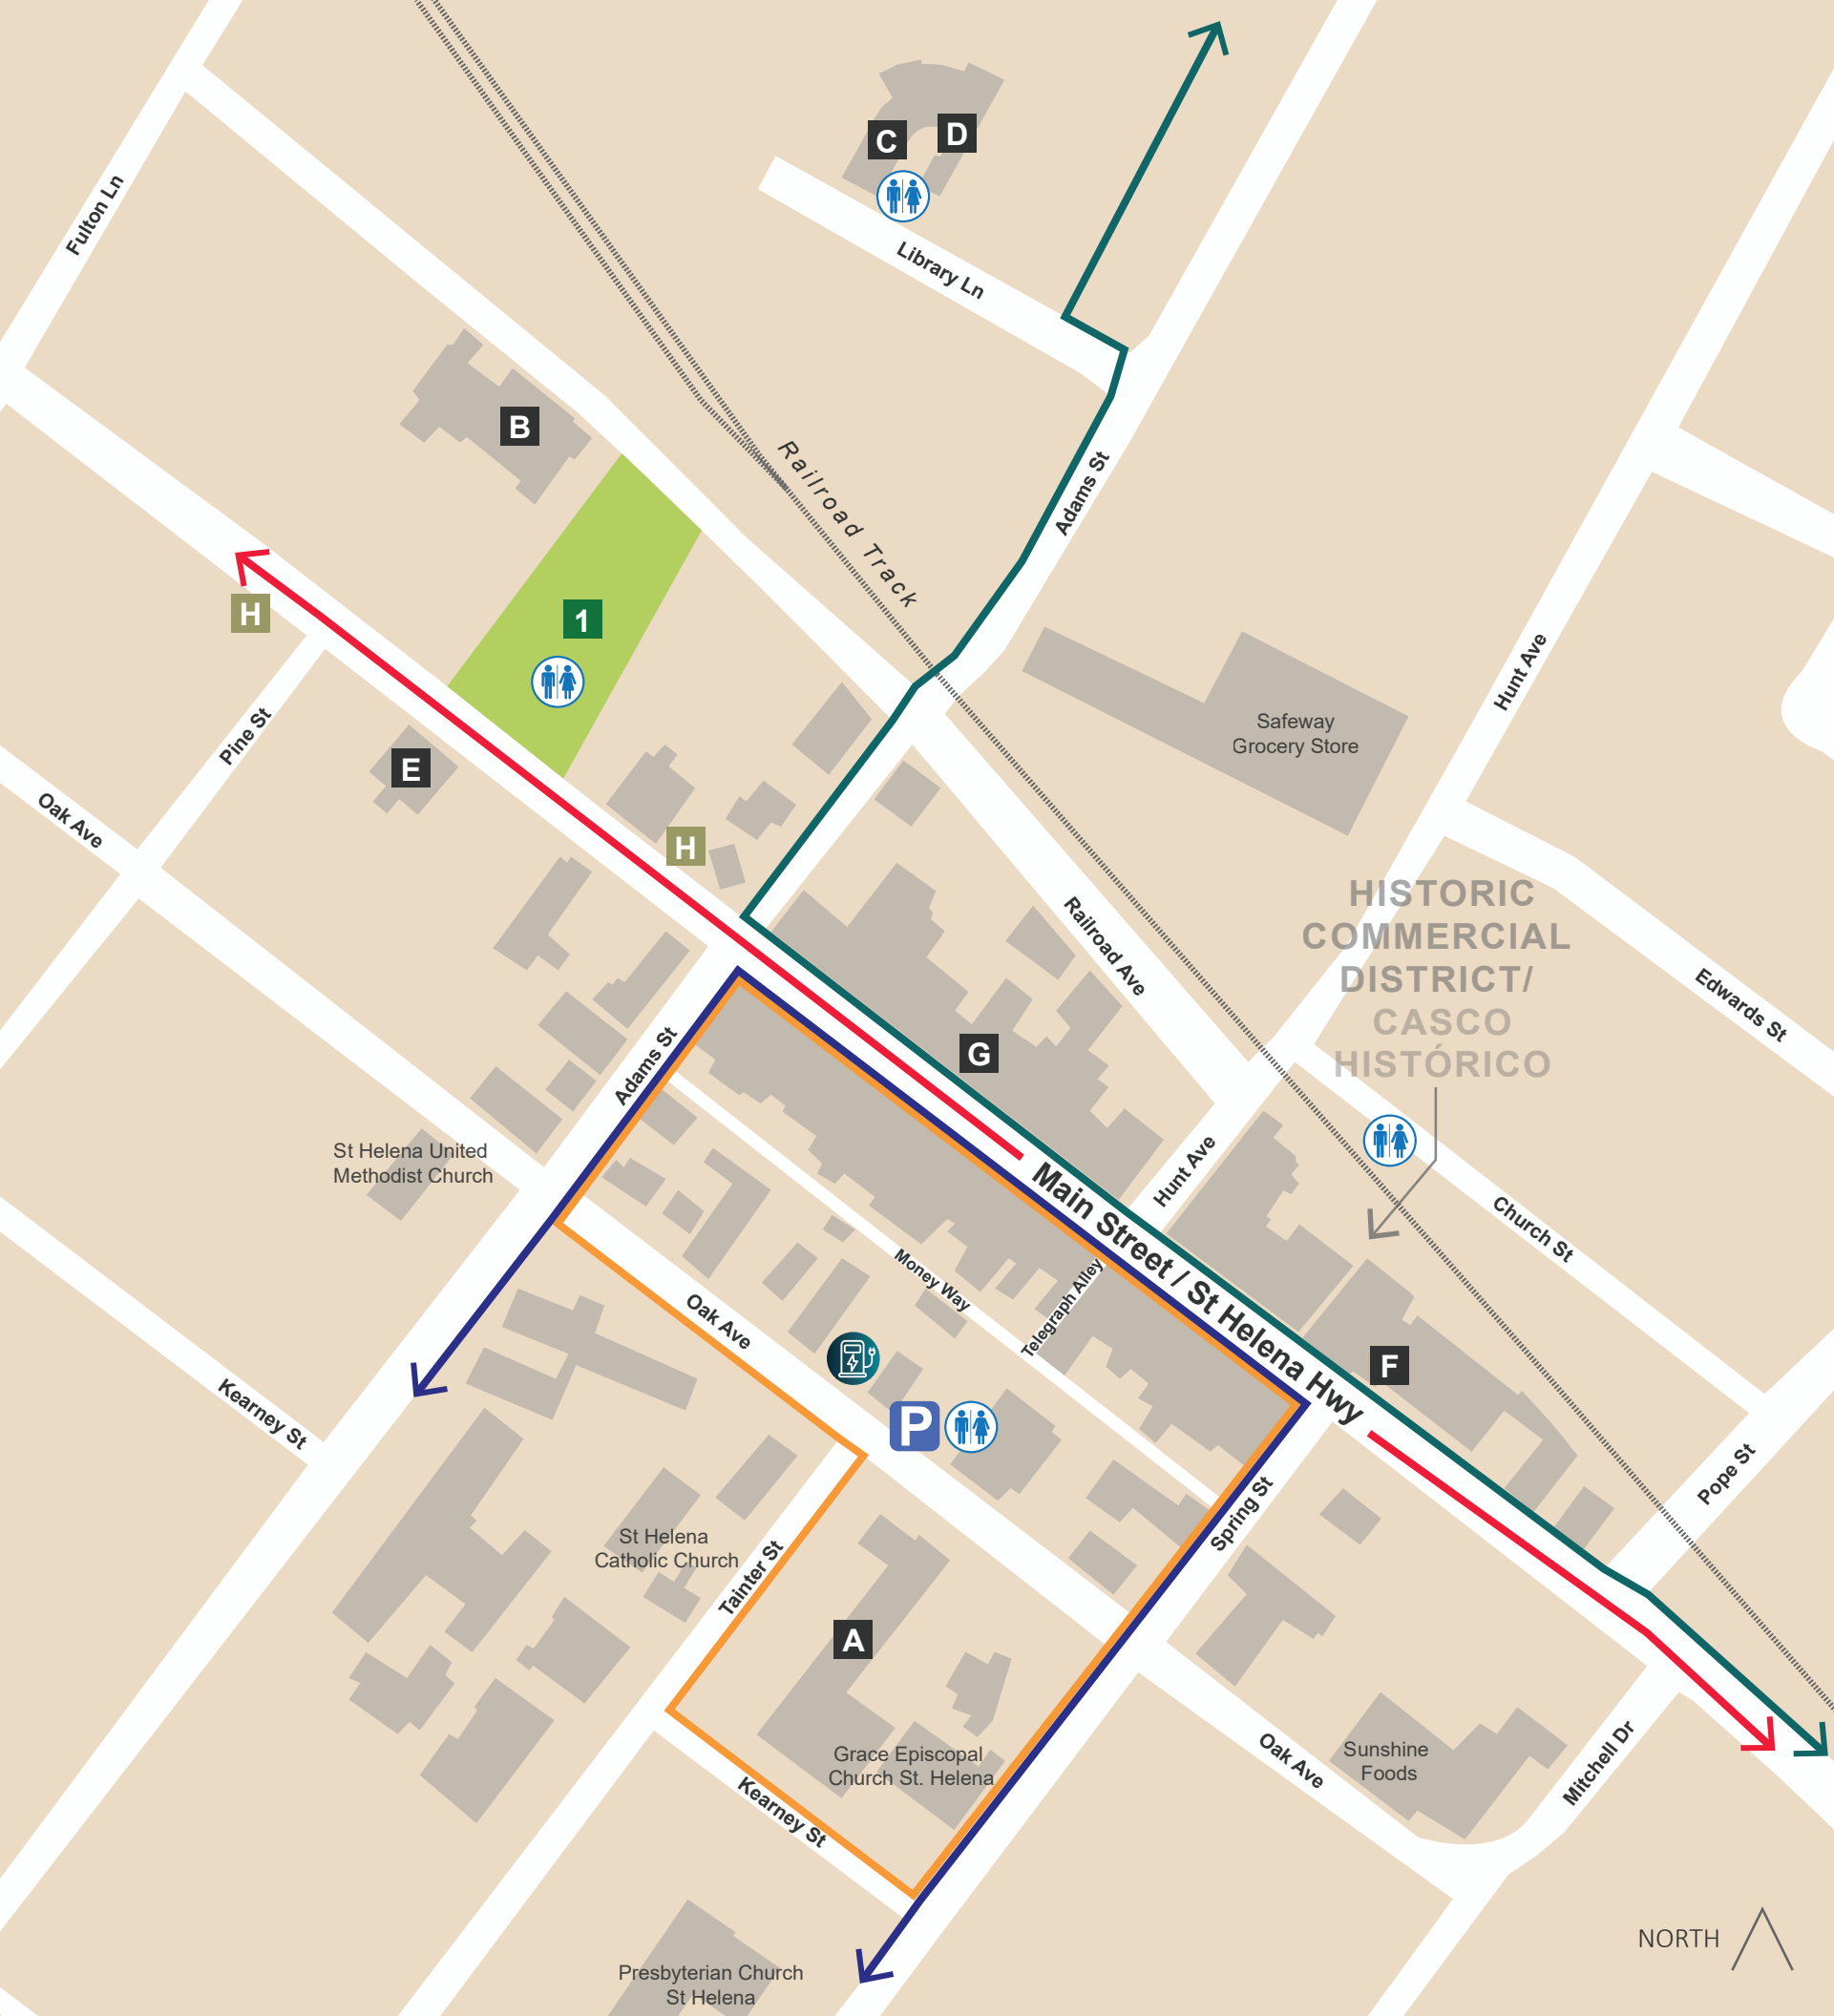 C
D
Fulton Ln
Library Ln
B
Railroad Track
Adams St
H
1
Hunt Ave
Safeway
Grocery Store
Pine St
E
Oak Ave
H
HISTORIC
COMMERCIAL
DISTRICT/
CASCO
HISTÓRICO
Railroad Ave
Edwards St
G
Adams St
St Helena United
Methodist Church
Hunt Ave
Main Street / St Helena Hwy
Church St
Money Way
Telegraph Alley
Oak Ave
F
Kearney St
P
Pope St
Spring St
St Helena
Catholic Church
Tainter St
A
Grace Episcopal
Church St. Helena
Oak Ave
Sunshine
Foods
Mitchell Dr
Kearney St
NORTH
Presbyterian Church
St Helena